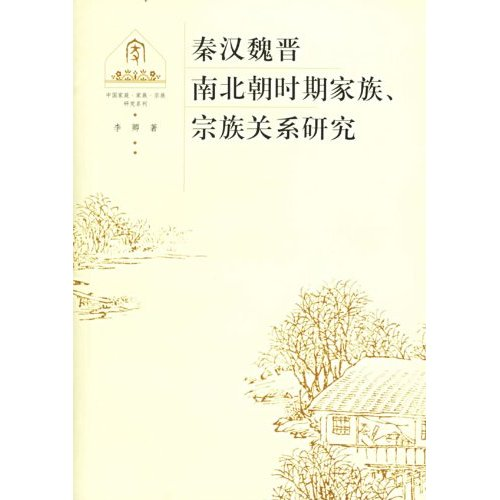 秦汉魏晋
南北朝时期家族、
宗族关系研究
中国家庭·家族·宗族
研究系列
李卿 著